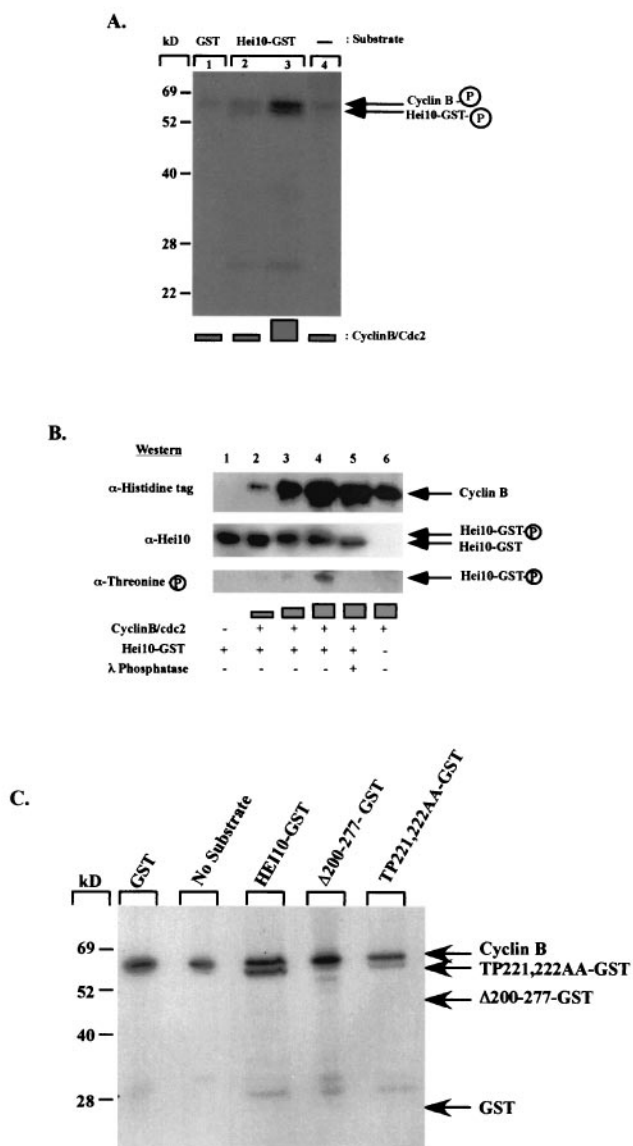 A.
kD GST Hei10-GST — : Substrate
1 2 3 4
69
Cyclin B - P
Hei10-GST- P
52
40
28
22
: CyclinB/Cdc2
B.
Western 1 2 3 4 5 6
α-Histidine tag Cyclin B
Hei10-GST- P
α-Hei10 Hei10-GST
α-Threonine P Hei10-GST- P
CyclinB/cdc2 - + + + + +
Hei10-GST + + + + + -
λ Phosphatase - - - - + -
C.
kD GST No Substrate HEI10-GST Δ200-277- GST TP221,222AA-GST
69 Cyclin B
TP221,222AA-GST
52 Δ200-277-GST
40
28 GST